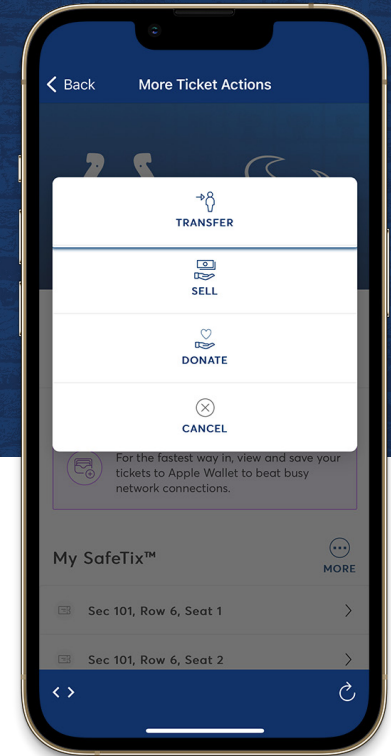 Back
More Ticket Actions
TRANSFER
SELL
DONATE
CANCEL
For the fastest way in, view and save your
tickets to Apple Wallet to beat busy
network connections.
My SafeTix™
MORE
Sec 101, Row 6, Seat 1
Sec 101, Row 6, Seat 2